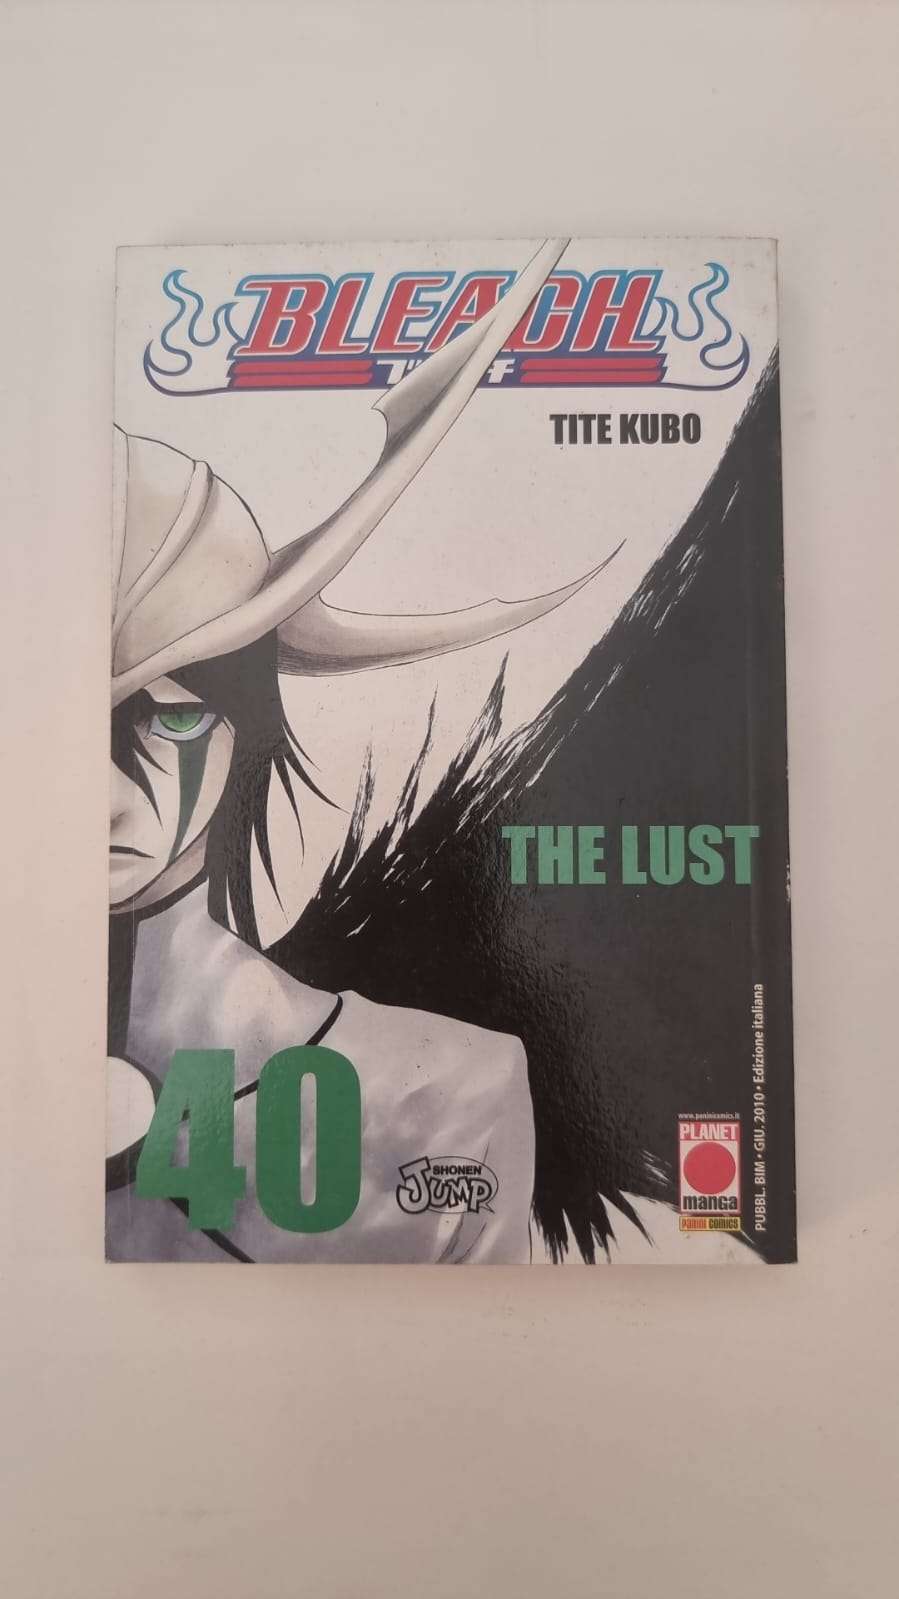 BLEACH
TITE KUBO
THE LUST
40
SHONEN
JUMP
www.paninicomics.it
PLANET
manga
PANINI COMICS
PUBBL. BIM • GIU. 2010 • Edizione italiana